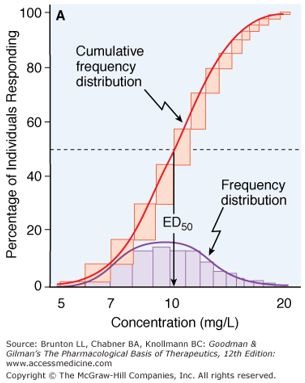 A
Percentage of Individuals Responding
100
80
60
40
20
0
Cumulative
frequency
distribution
Frequency
distribution
ED50
5
7
10
20
Concentration (mg/L)
Source: Brunton LL, Chabner BA, Knollmann BC: Goodman &
Gilman's The Pharmacological Basis of Therapeutics, 12th Edition:
www.accessmedicine.com
Copyright © The McGraw-Hill Companies, Inc. All rights reserved.